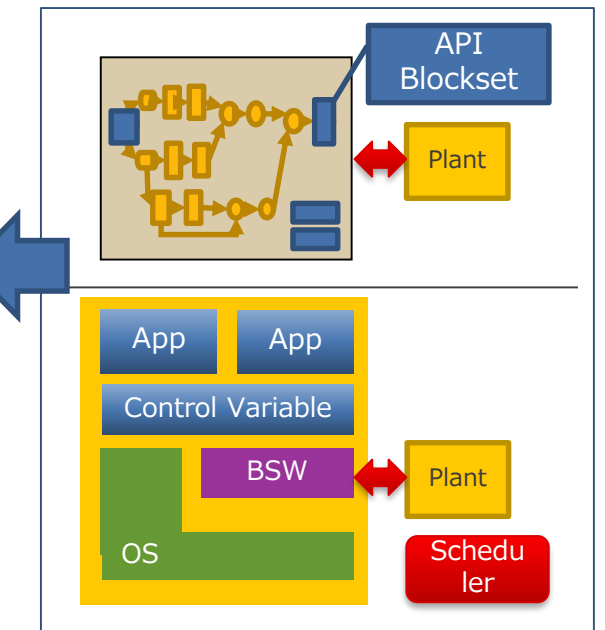 API
Blockset
Plant
App
App
Control Variable
BSW
Plant
OS
Schedu
ler